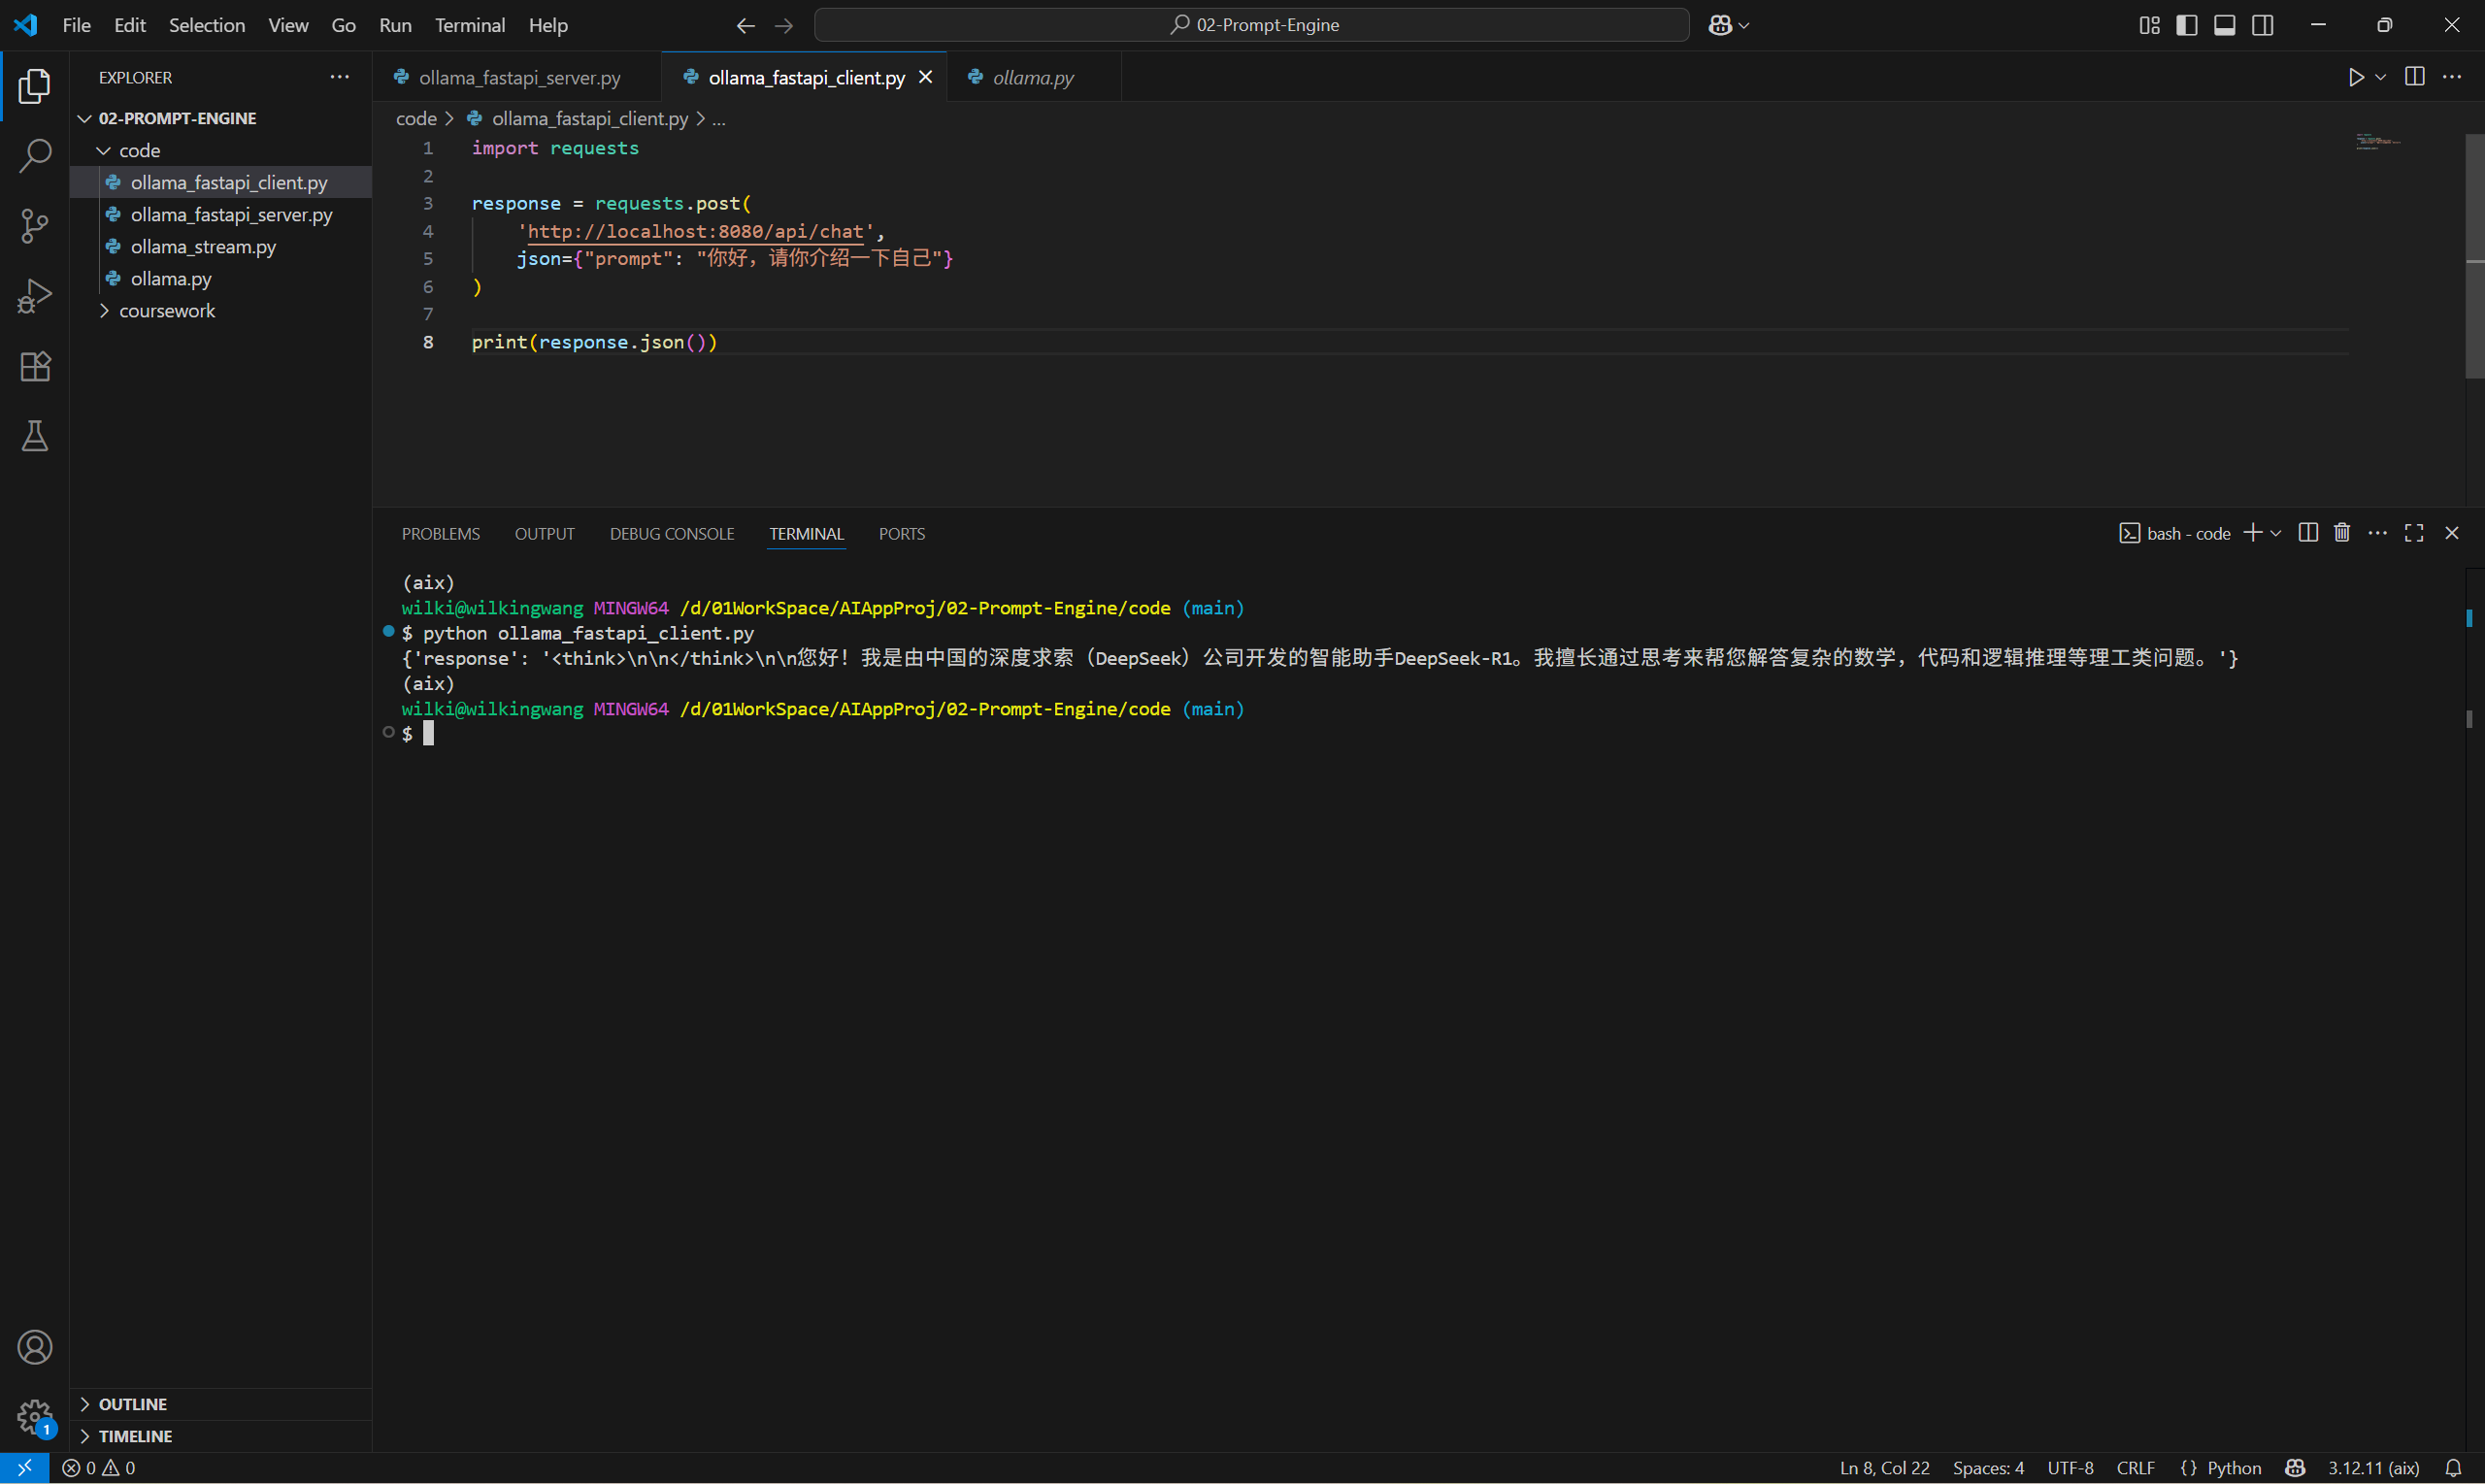 File Edit Selection View Go Run Terminal Help
02-Prompt-Engine
EXPLORER
02-PROMPT-ENGINE
code
ollama_fastapi_client.py
ollama_fastapi_server.py
ollama_stream.py
ollama.py
coursework
OUTLINE
TIMELINE
ollama_fastapi_server.py ollama_fastapi_client.py ollama.py
code > ollama_fastapi_client.py > ...
1 import requests
2
3 response = requests.post(
4 'http://localhost:8080/api/chat',
5 json={"prompt": "你好，请你介绍一下自己"}
6 )
7
8 print(response.json())
PROBLEMS OUTPUT DEBUG CONSOLE TERMINAL PORTS
bash - code
(aix)
wilki@wilkingwang MINGW64 /d/01WorkSpace/AIAppProj/02-Prompt-Engine/code (main)
$ python ollama_fastapi_client.py
{'response': '<think>\n\n</think>\n\n您好！我是由中国的深度求索（DeepSeek）公司开发的智能助手DeepSeek-R1。我擅长通过思考来帮您解答复杂的数学，代码和逻辑推理等理工类问题。'}
(aix)
wilki@wilkingwang MINGW64 /d/01WorkSpace/AIAppProj/02-Prompt-Engine/code (main)
$
1
0 0
Ln 8, Col 22 Spaces: 4 UTF-8 CRLF {} Python 3.12.11 (aix)